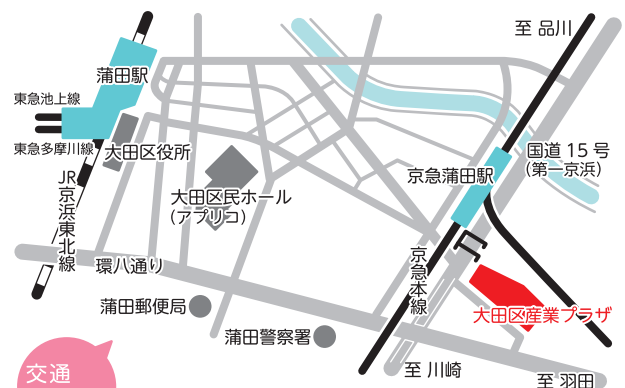 至 品川
蒲田駅
東急池上線
東急多摩川線
大田区役所
国道 15 号
(第一京浜)
京急蒲田駅
大田区民ホール
(アプリコ)
JR京浜東北線
環八通り
京急本線
蒲田郵便局
大田区産業プラザ
蒲田警察署
交通
至 川崎
至 羽田